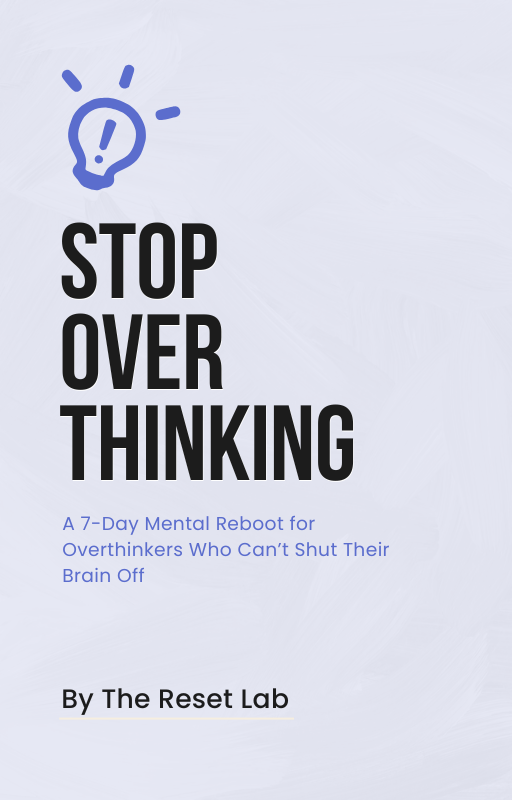 STOP
OVER
THINKING
A 7-Day Mental Reboot for
Overthinkers Who Can’t Shut Their
Brain Off
By The Reset Lab